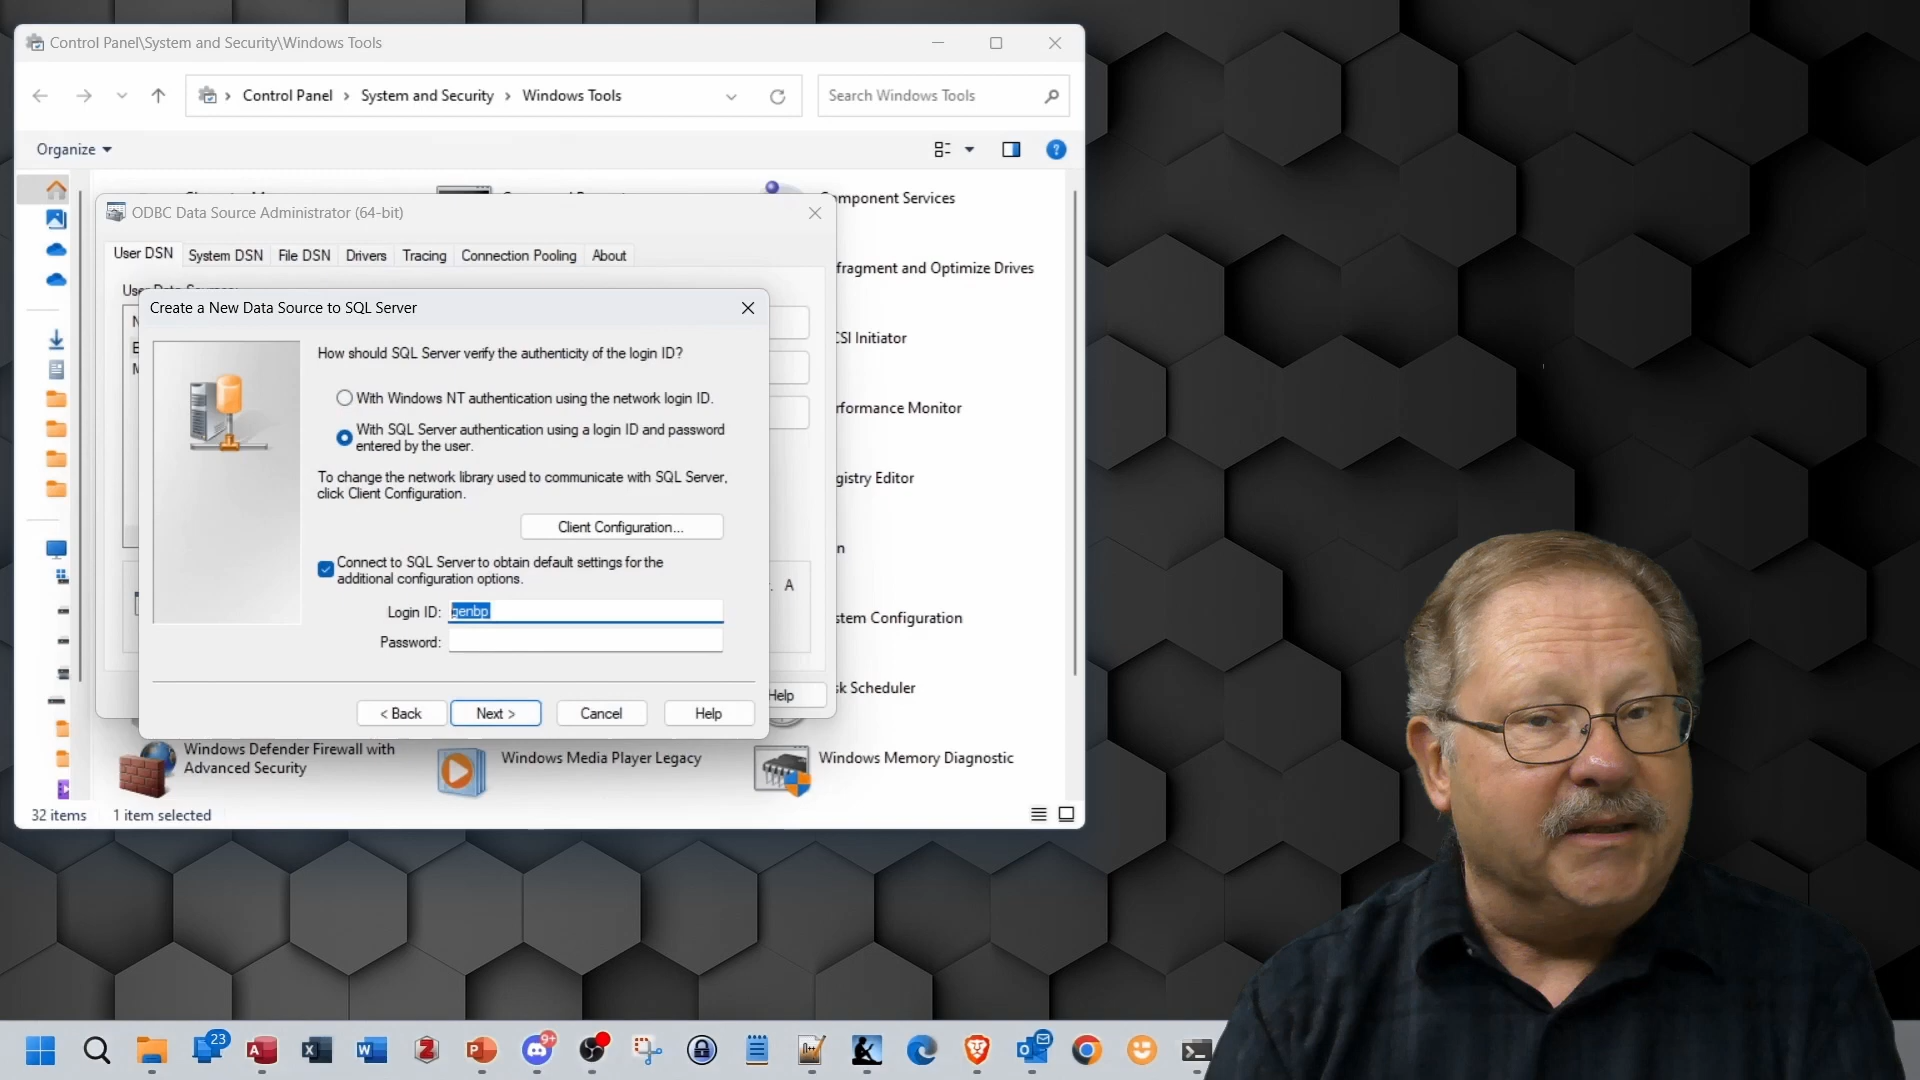 Control Panel\System and Security\Windows Tools
Control Panel > System and Security > Windows Tools
Search Windows Tools
Organize
?
mponent Services
ODBC Data Source Administrator (64-bit)
User DSN System DSN File DSN Drivers Tracing Connection Pooling About
fragment and Optimize Drives
Create a New Data Source to SQL Server
SI Initiator
How should SQL Server verify the authenticity of the login ID?
With Windows NT authentication using the network login ID.
rformance Monitor
With SQL Server authentication using a login ID and password
entered by the user.
To change the network library used to communicate with SQL Server,
click Client Configuration.
gistry Editor
Client Configuration...
n
Connect to SQL Server to obtain default settings for the
additional configuration options.
. A
Login ID: genbp
stem Configuration
Password:
Help
sk Scheduler
< Back
Next >
Cancel
Help
Windows Defender Firewall with
Advanced Security
Windows Media Player Legacy
Windows Memory Diagnostic
32 items 1 item selected
23
9+